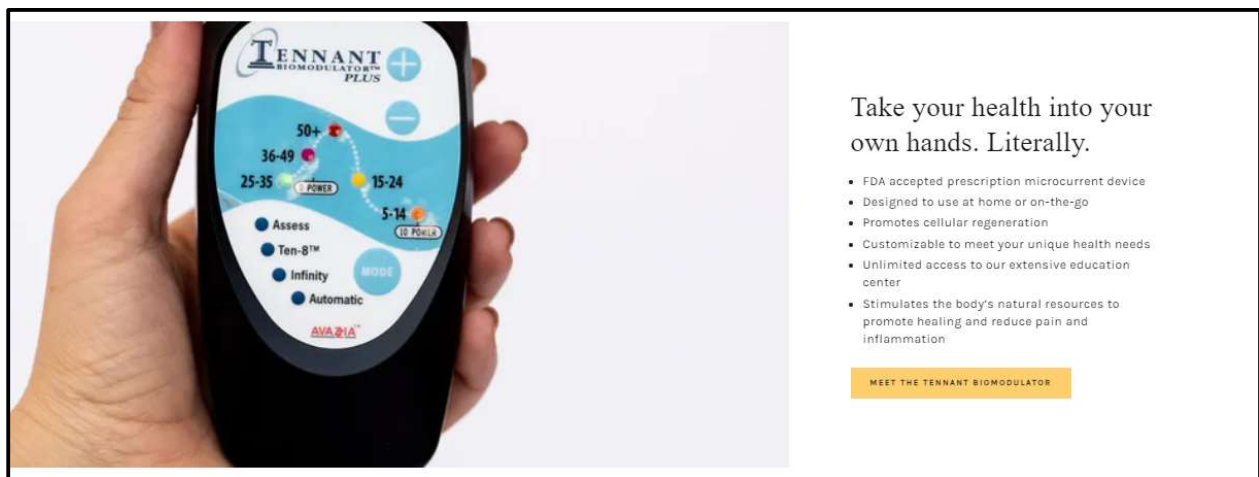 TENNANT
BIOMODULATOR™
PLUS
50+
36-49
25-35
15-24
5-14
10 POWER
Assess
Ten-8™
Infinity
Automatic
MODE
AVAZZIA™
Take your health into your
own hands. Literally.
FDA accepted prescription microcurrent device
Designed to use at home or on-the-go
Promotes cellular regeneration
Customizable to meet your unique health needs
Unlimited access to our extensive education
center
Stimulates the body's natural resources to
promote healing and reduce pain and
inflammation
MEET THE TENNANT BIOMODULATOR